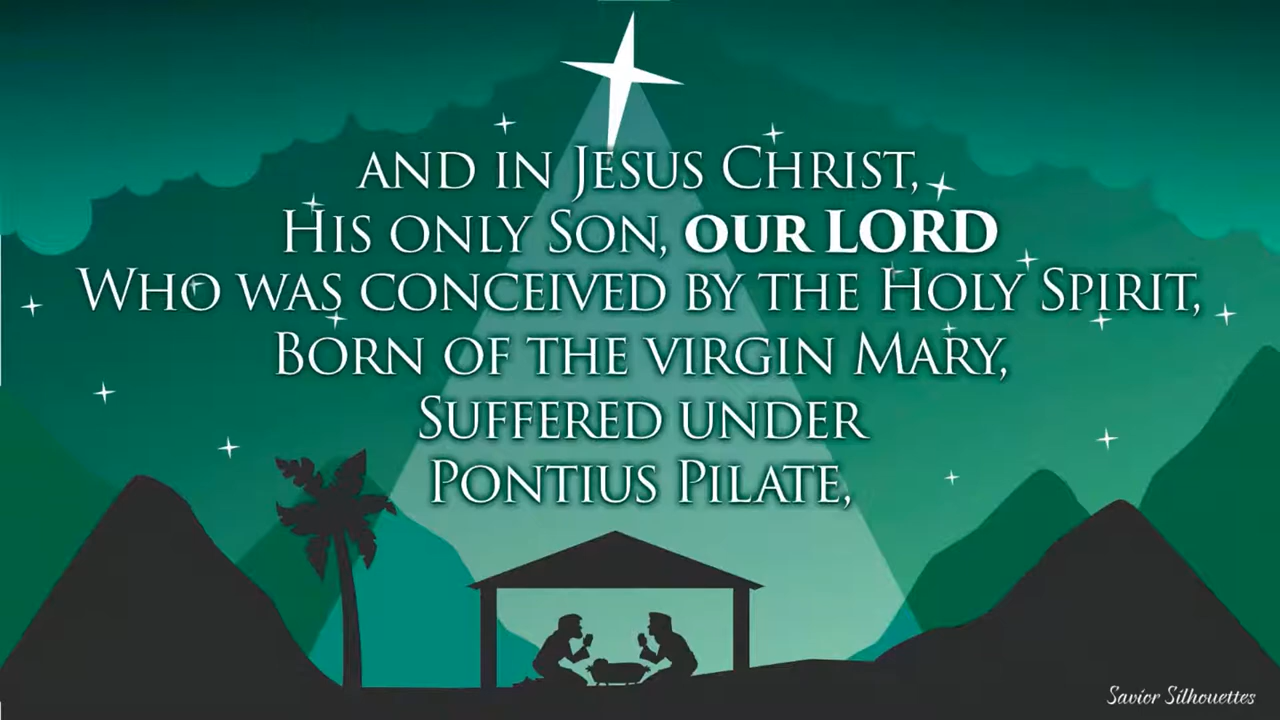 and in Jesus Christ,
His only Son, our LORD
Who was conceived by the Holy Spirit,
Born of the virgin Mary,
Suffered under
Pontius Pilate,
Savior Silhouettes